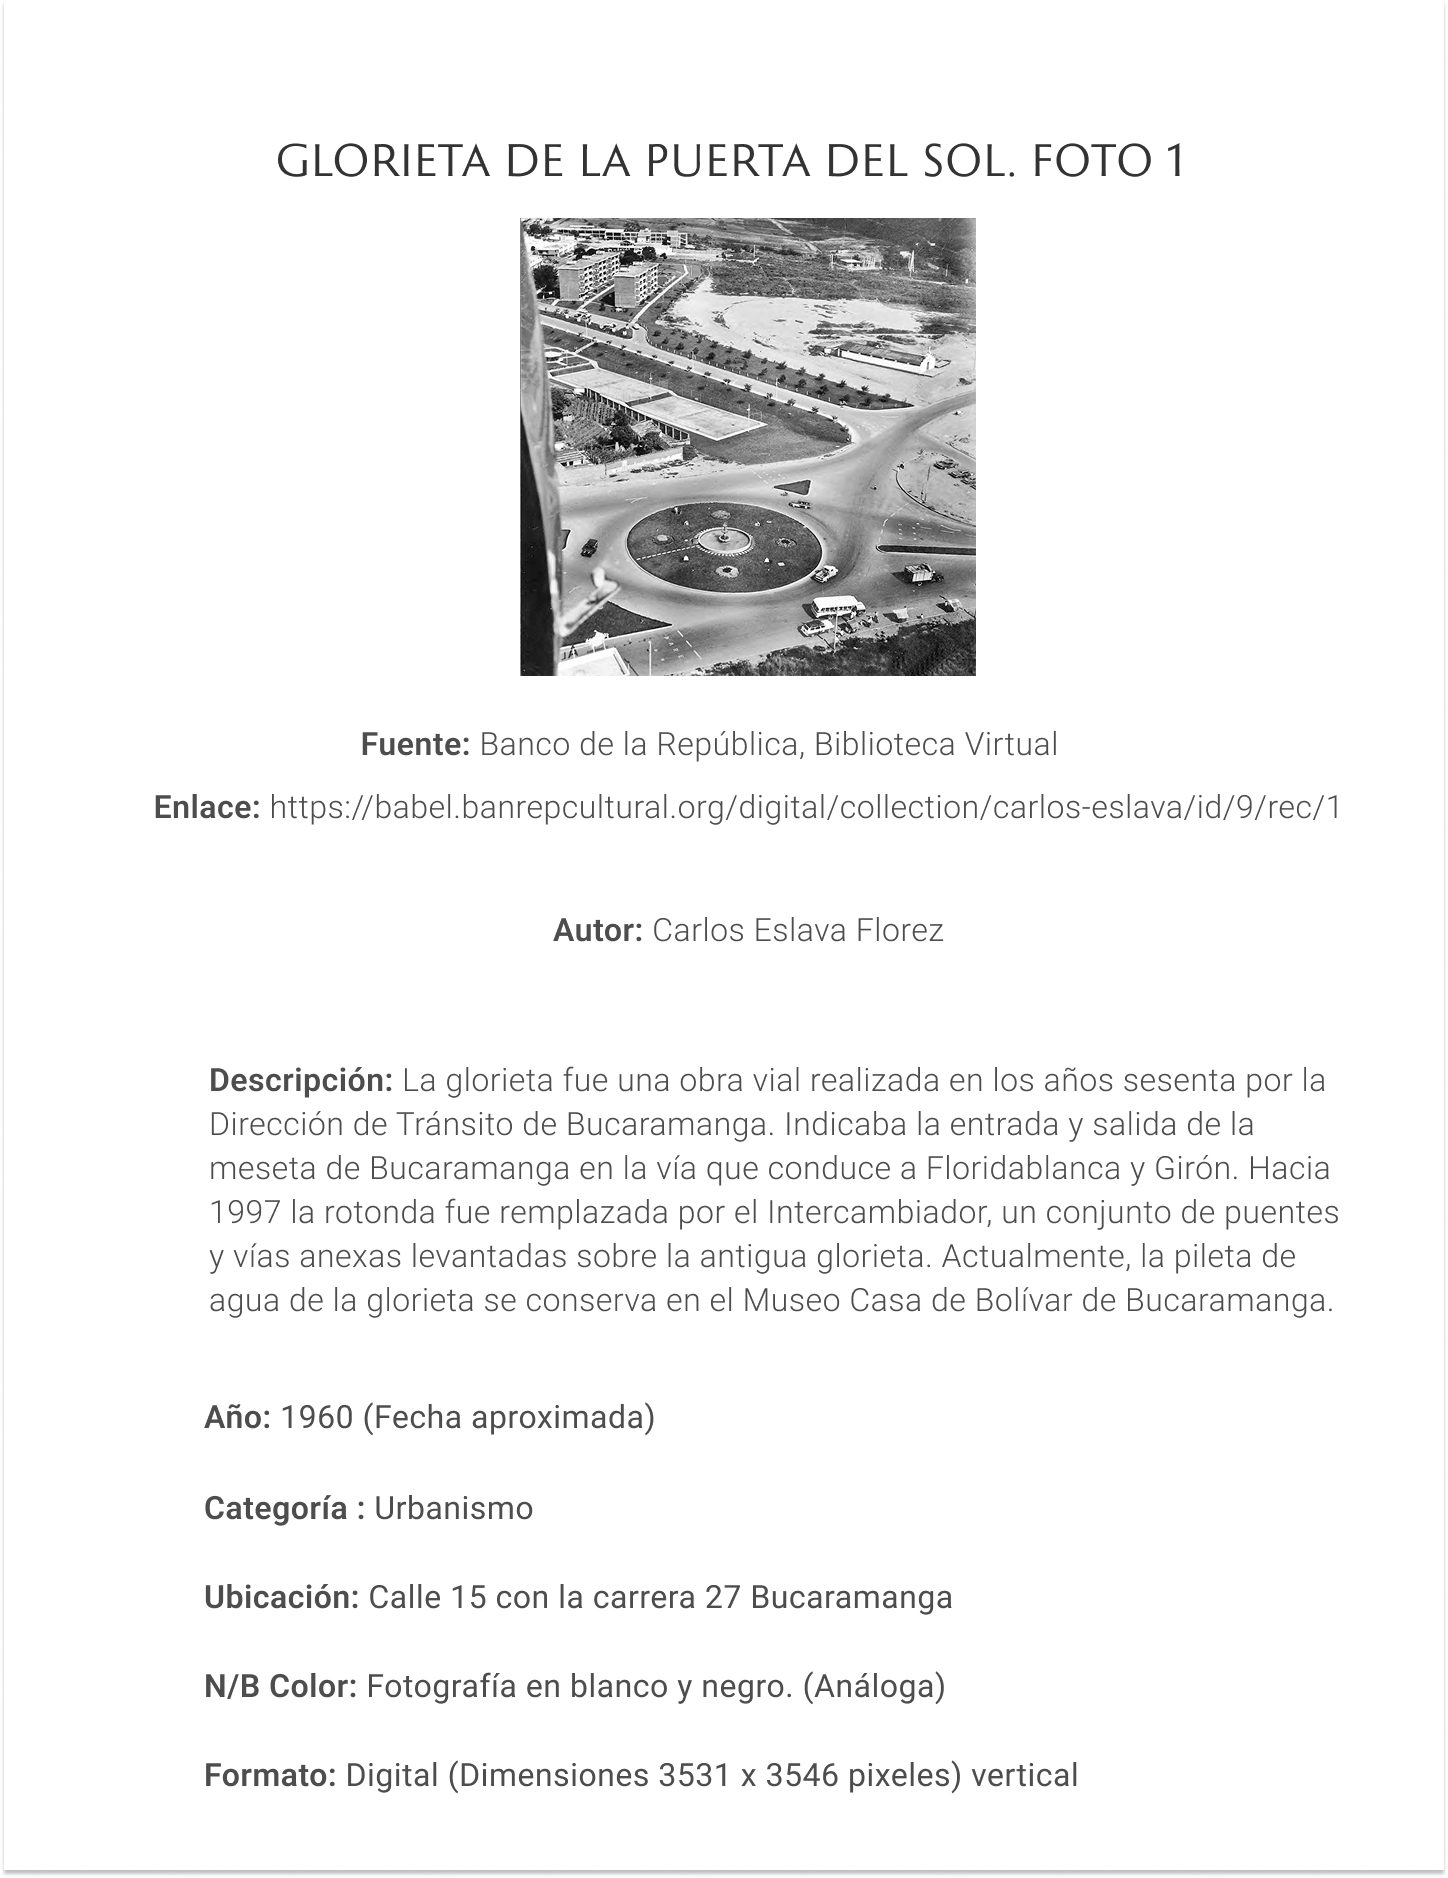 GLORIETA DE LA PUERTA DEL SOL. FOTO 1
Fuente: Banco de la República, Biblioteca Virtual
Enlace: https://babel.banrepcultural.org/digital/collection/carlos-eslava/id/9/rec/1
Autor: Carlos Eslava Florez
Descripción: La glorieta fue una obra vial realizada en los años sesenta por la
Dirección de Tránsito de Bucaramanga. Indicaba la entrada y salida de la
meseta de Bucaramanga en la vía que conduce a Floridablanca y Girón. Hacia
1997 la rotonda fue remplazada por el Intercambiador, un conjunto de puentes
y vías anexas levantadas sobre la antigua glorieta. Actualmente, la pileta de
agua de la glorieta se conserva en el Museo Casa de Bolívar de Bucaramanga.
Año: 1960 (Fecha aproximada)
Categoría : Urbanismo
Ubicación: Calle 15 con la carrera 27 Bucaramanga
N/B Color: Fotografía en blanco y negro. (Análoga)
Formato: Digital (Dimensiones 3531 x 3546 pixeles) vertical